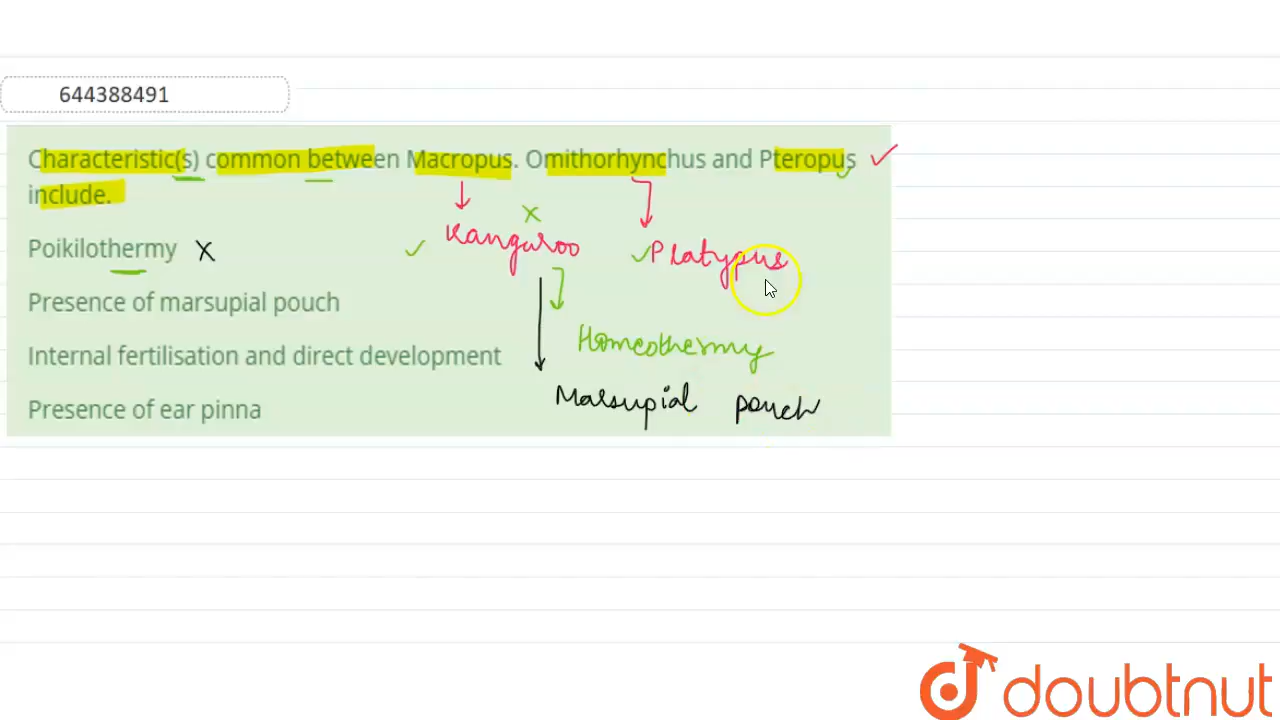 644388491
Characteristic(s) common between Macropus. Omithorhynchus and Pteropus
include.
Poikilothermy X
Kangaroo X
Platypus
Presence of marsupial pouch
Homeothermy
Internal fertilisation and direct development
Marsupial pouch
Presence of ear pinna
doubtnut